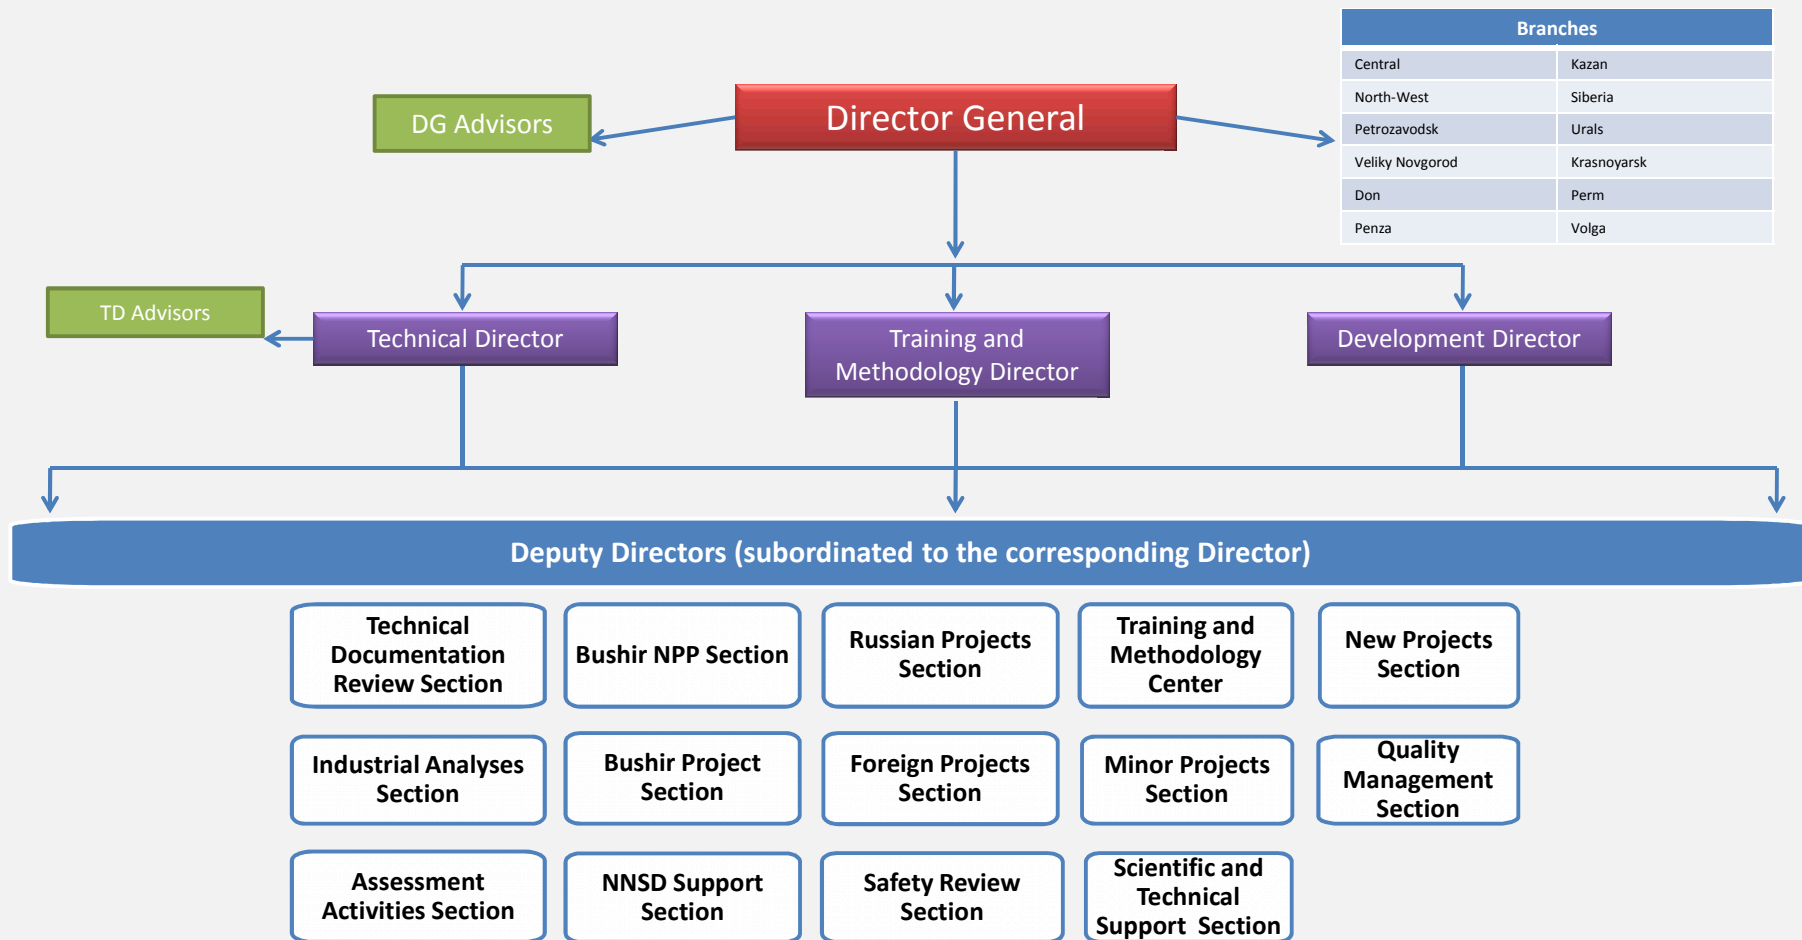 Branches
Central Kazan
North-West Siberia
Petrozavodsk Urals
Veliky Novgorod Krasnoyarsk
Don Perm
Penza Volga
DG Advisors
Director General
TD Advisors
Technical Director
Training and
Methodology Director
Development Director
Deputy Directors (subordinated to the corresponding Director)
Technical
Documentation
Review Section
Bushir NPP Section
Russian Projects
Section
Training and
Methodology
Center
New Projects
Section
Industrial Analyses
Section
Bushir Project
Section
Foreign Projects
Section
Minor Projects
Section
Quality
Management
Section
Assessment
Activities Section
NNSD Support
Section
Safety Review
Section
Scientific and
Technical
Support Section